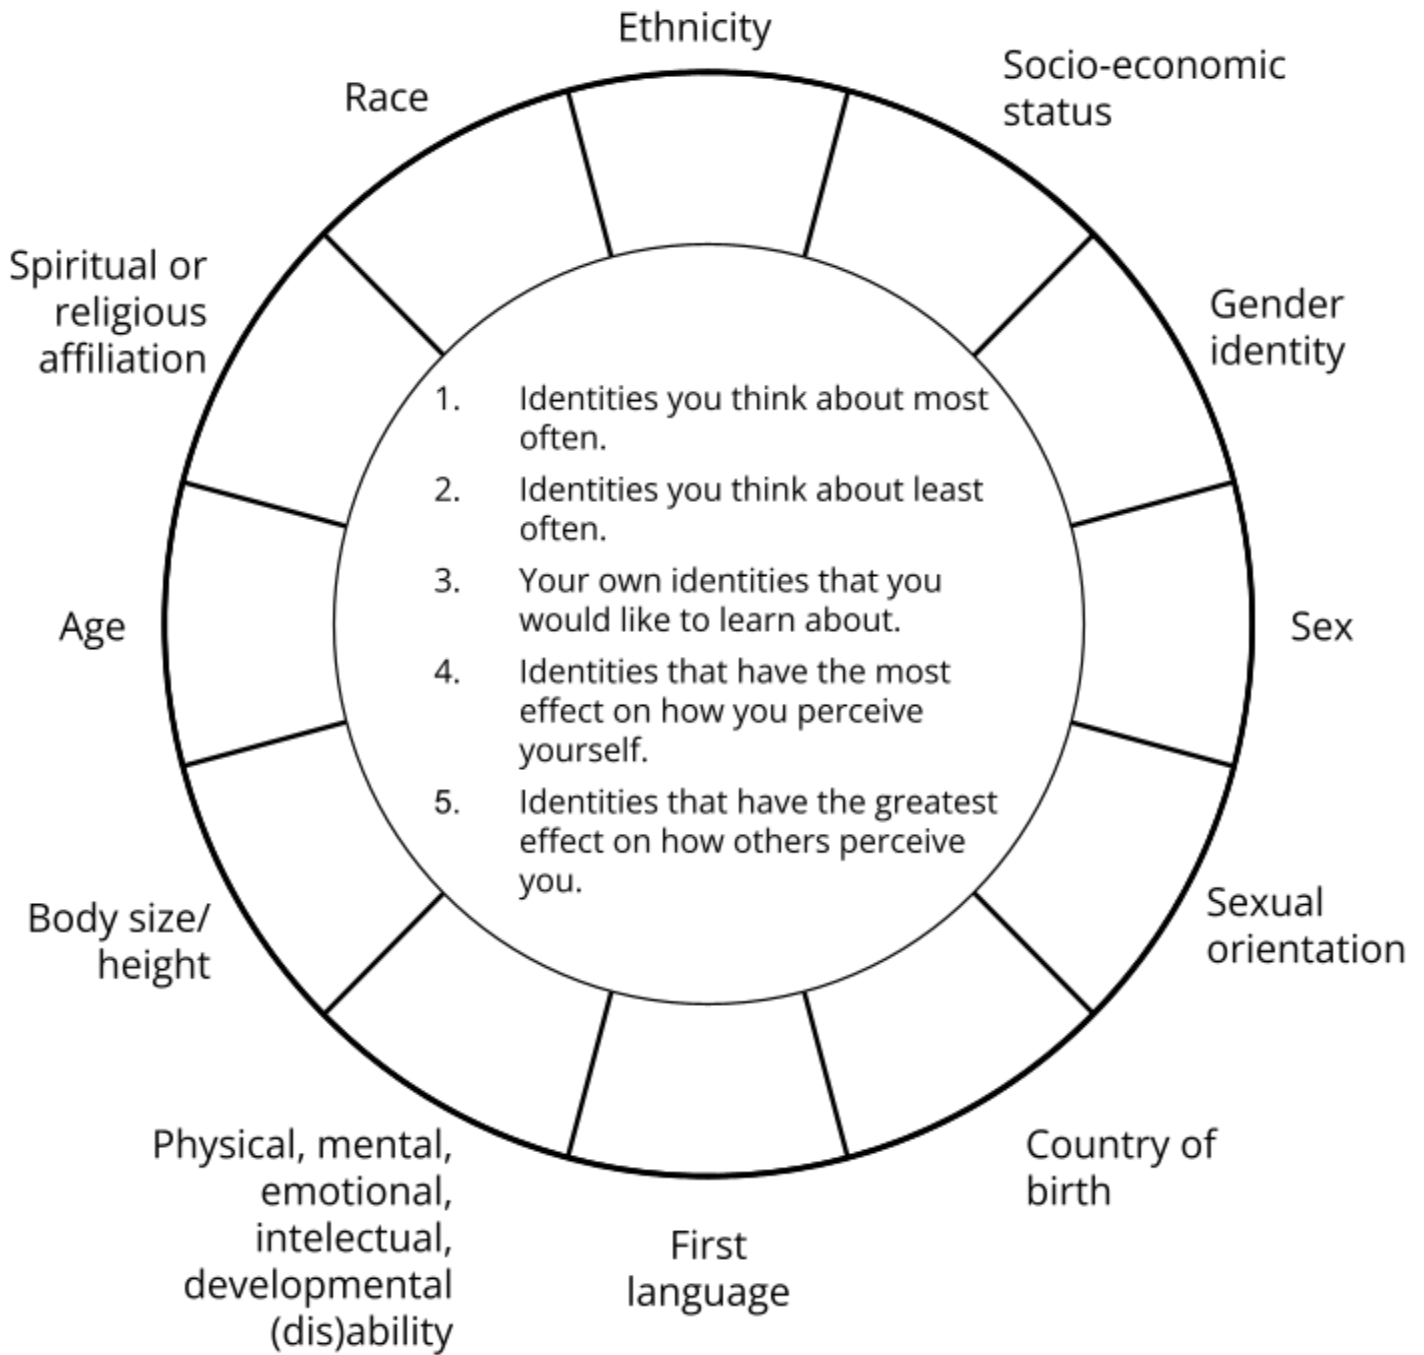 Ethnicity
Socio-economic
status
Race
Spiritual or
religious
affiliation
Gender
identity
1. Identities you think about most
often.
2. Identities you think about least
often.
3. Your own identities that you
would like to learn about.
4. Identities that have the most
effect on how you perceive
yourself.
5. Identities that have the greatest
effect on how others perceive
you.
Age
Sex
Body size/
height
Sexual
orientation
Physical, mental,
emotional,
intelectual,
developmental
(dis)ability
First
language
Country of
birth